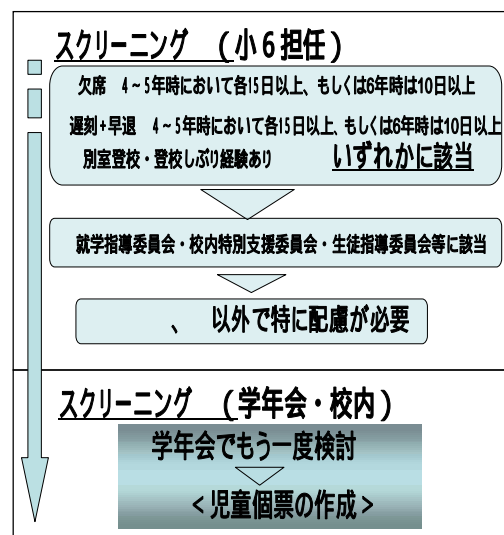 スクリーニング　（小６担任）
欠席　４～５年時において各15日以上、もしくは6年時は10日以上
遅刻+早退　４～５年時において各15日以上、もしくは6年時は10日以上
別室登校・登校しぶり経験あり　いずれかに該当
就学指導委員会・校内特別支援委員会・生徒指導委員会等に該当
、　以外で特に配慮が必要
スクリーニング　（学年会・校内）
学年会でもう一度検討
＜児童個票の作成＞